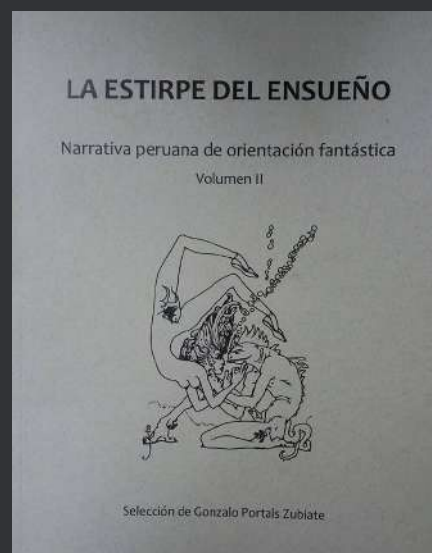 LA ESTIRPE DEL ENSUEÑO
Narrativa peruana de orientación fantástica
Volumen II
Selección de Gonzalo Portals Zubiate